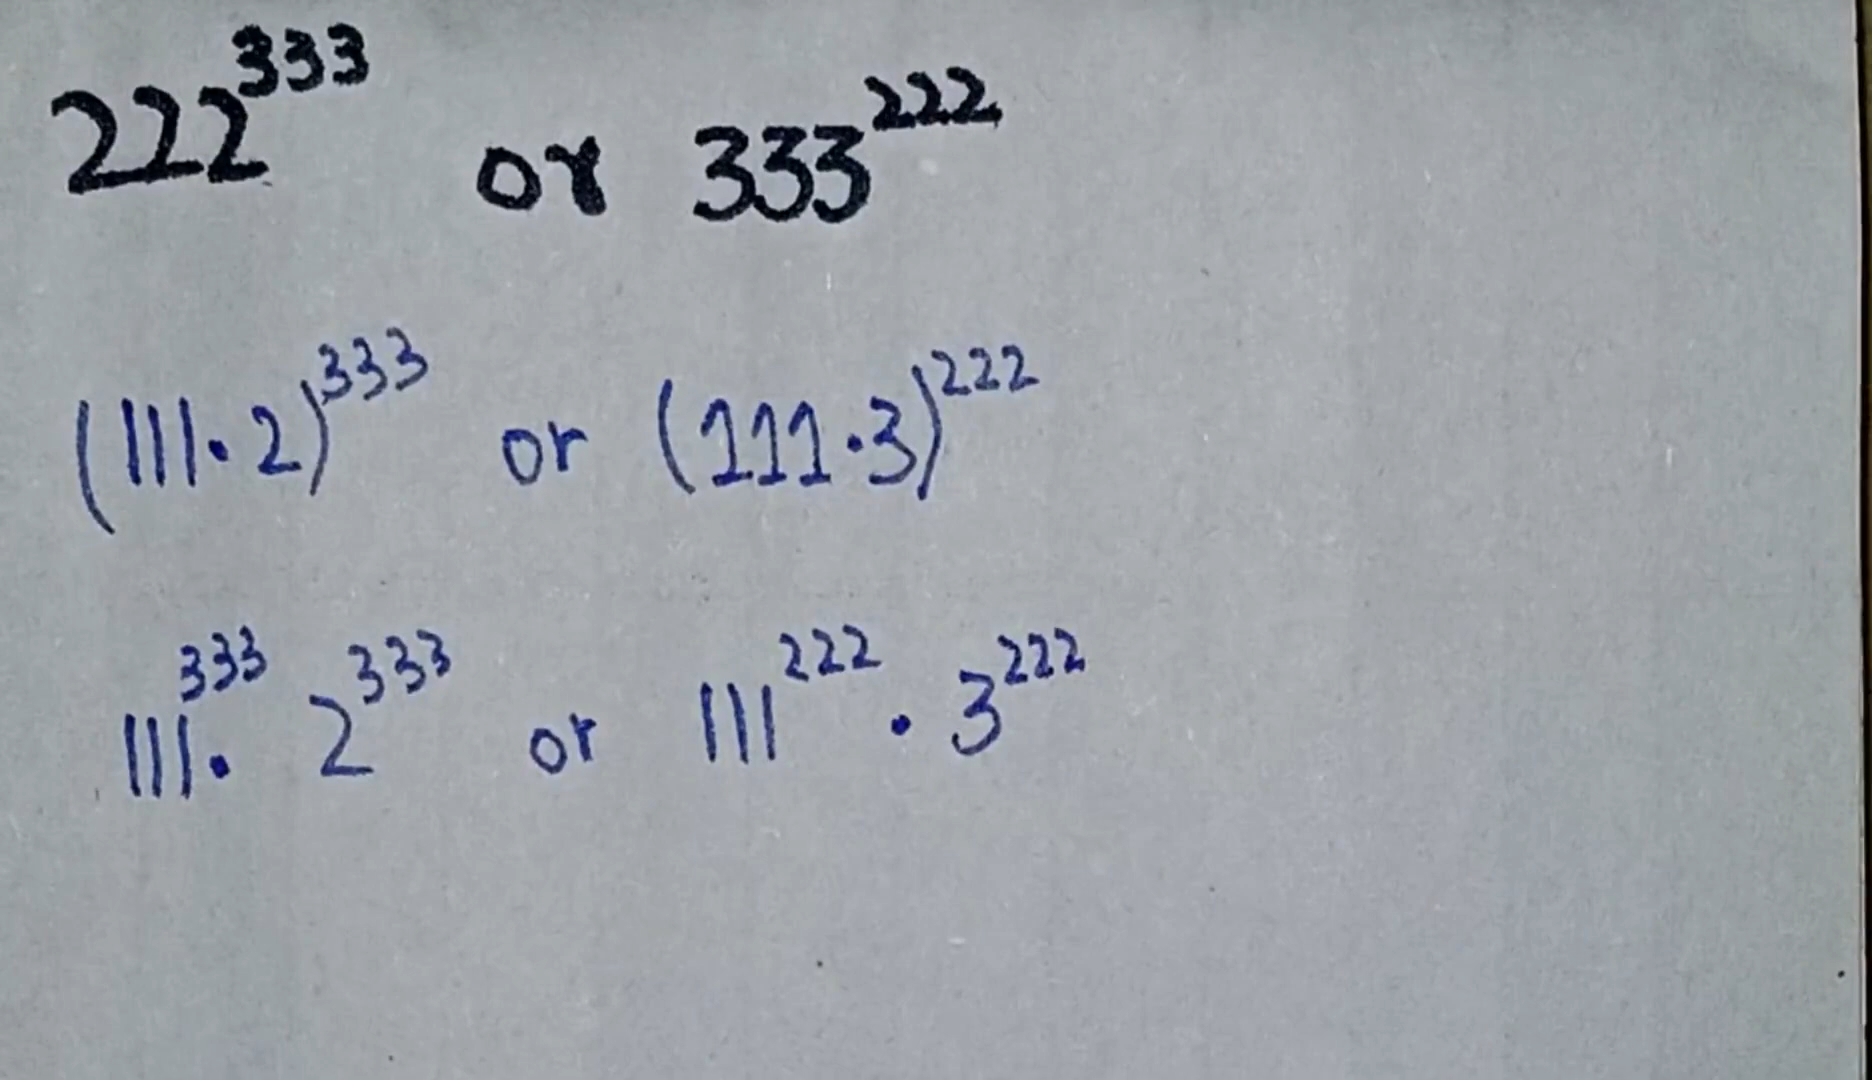 222^333 or 333^222
(111·2)^333 or (111·3)^222
111^333 · 2^333 or 111^222 · 3^222